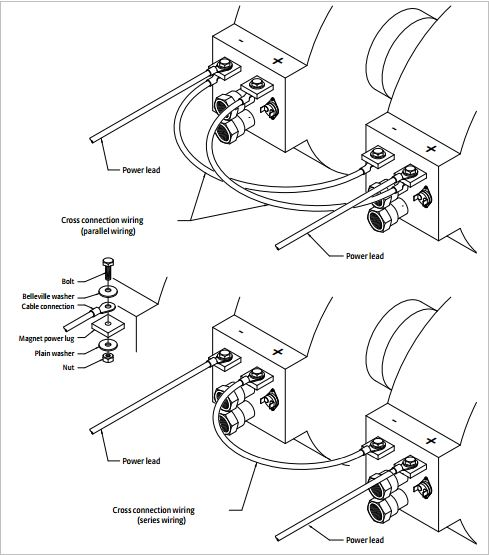 - +
- +
Power lead
Cross connection wiring
(parallel wiring)
Power lead
Bolt
Belleville washer
Cable connection
Magnet power lug
Plain washer
Nut
- +
- +
Power lead
Cross connection wiring
(series wiring)
Power lead